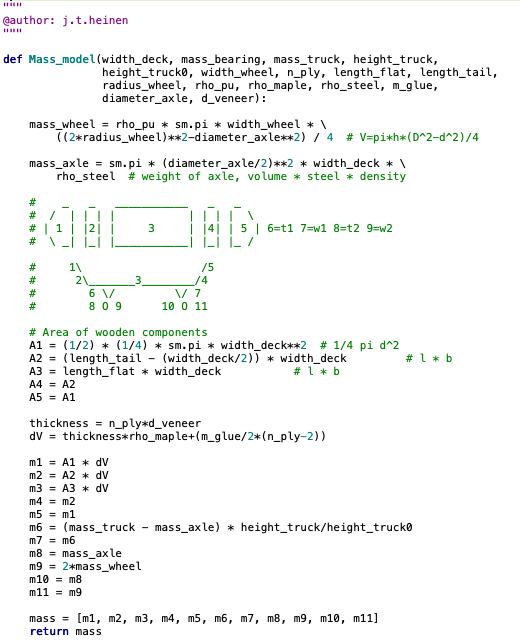 """
@author: j.t.heinen
"""
def Mass_model(width_deck, mass_bearing, mass_truck, height_truck,
               height_truck0, width_wheel, n_ply, length_flat, length_tail,
               radius_wheel, rho_pu, rho_maple, rho_steel, m_glue,
               diameter_axle, d_veneer):
    mass_wheel = rho_pu * sm.pi * width_wheel * \
        ((2*radius_wheel)**2-diameter_axle**2) / 4  # V=pi*h*(D^2-d^2)/4
    mass_axle = sm.pi * (diameter_axle/2)**2 * width_deck * \
        rho_steel  # weight of axle, volume * steel * density
    #    _   _   ___________   _   _
    #  / | | | |           | | | |  \
    # | 1 | |2| |     3     | |4| | 5 | 6=t1 7=w1 8=t2 9=w2
    #  \ _| |_| |___________| |_| |_ /
    #     1\                  /5
    #      2\_______3________/4
    #        6 \/         \/ 7
    #        8 O 9      10 O 11
    # Area of wooden components
    A1 = (1/2) * (1/4) * sm.pi * width_deck**2  # 1/4 pi d^2
    A2 = (length_tail - (width_deck/2)) * width_deck         # l * b
    A3 = length_flat * width_deck           # l * b
    A4 = A2
    A5 = A1
    thickness = n_ply*d_veneer
    dV = thickness*rho_maple+(m_glue/2*(n_ply-2))
    m1 = A1 * dV
    m2 = A2 * dV
    m3 = A3 * dV
    m4 = m2
    m5 = m1
    m6 = (mass_truck - mass_axle) * height_truck/height_truck0
    m7 = m6
    m8 = mass_axle
    m9 = 2*mass_wheel
    m10 = m8
    m11 = m9
    mass = [m1, m2, m3, m4, m5, m6, m7, m8, m9, m10, m11]
    return mass